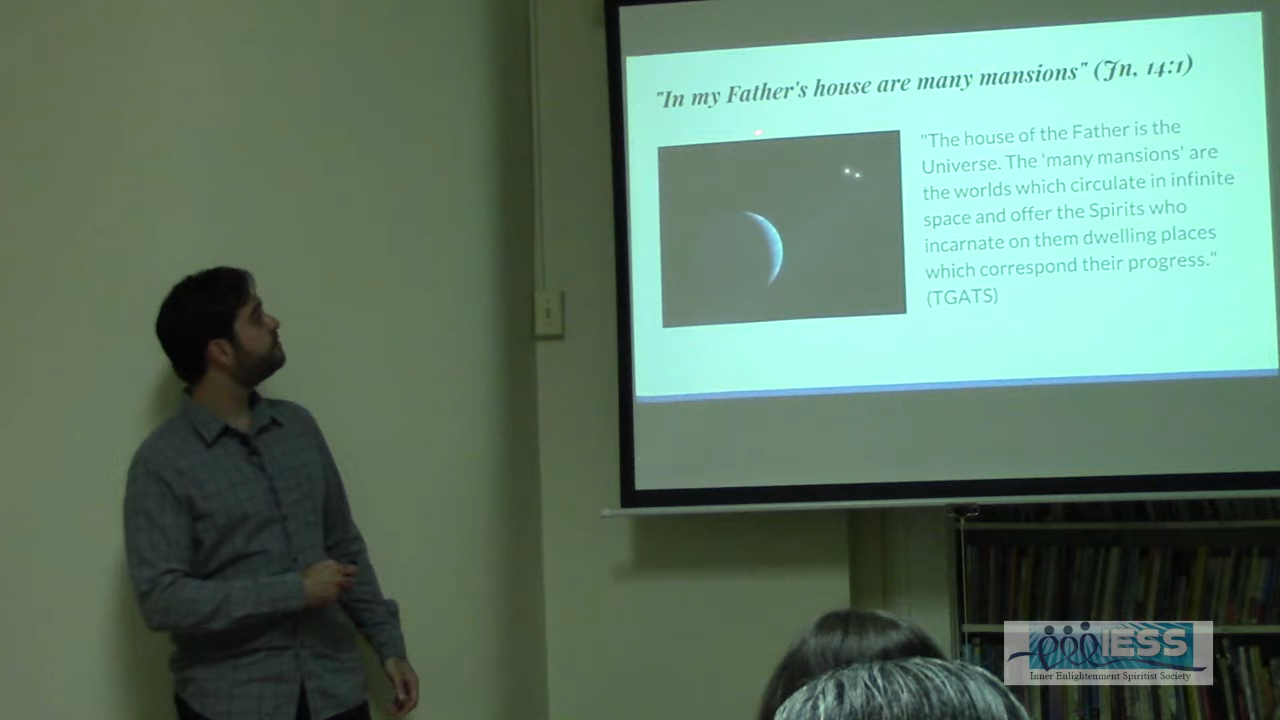 "In my Father's house are many mansions" (Jn, 14:1)
"The house of the Father is the
Universe. The 'many mansions' are
the worlds which circulate in infinite
space and offer the Spirits who
incarnate on them dwelling places
which correspond their progress."
(TGATS)
IESS
Inner Enlightenment Spiritist Society